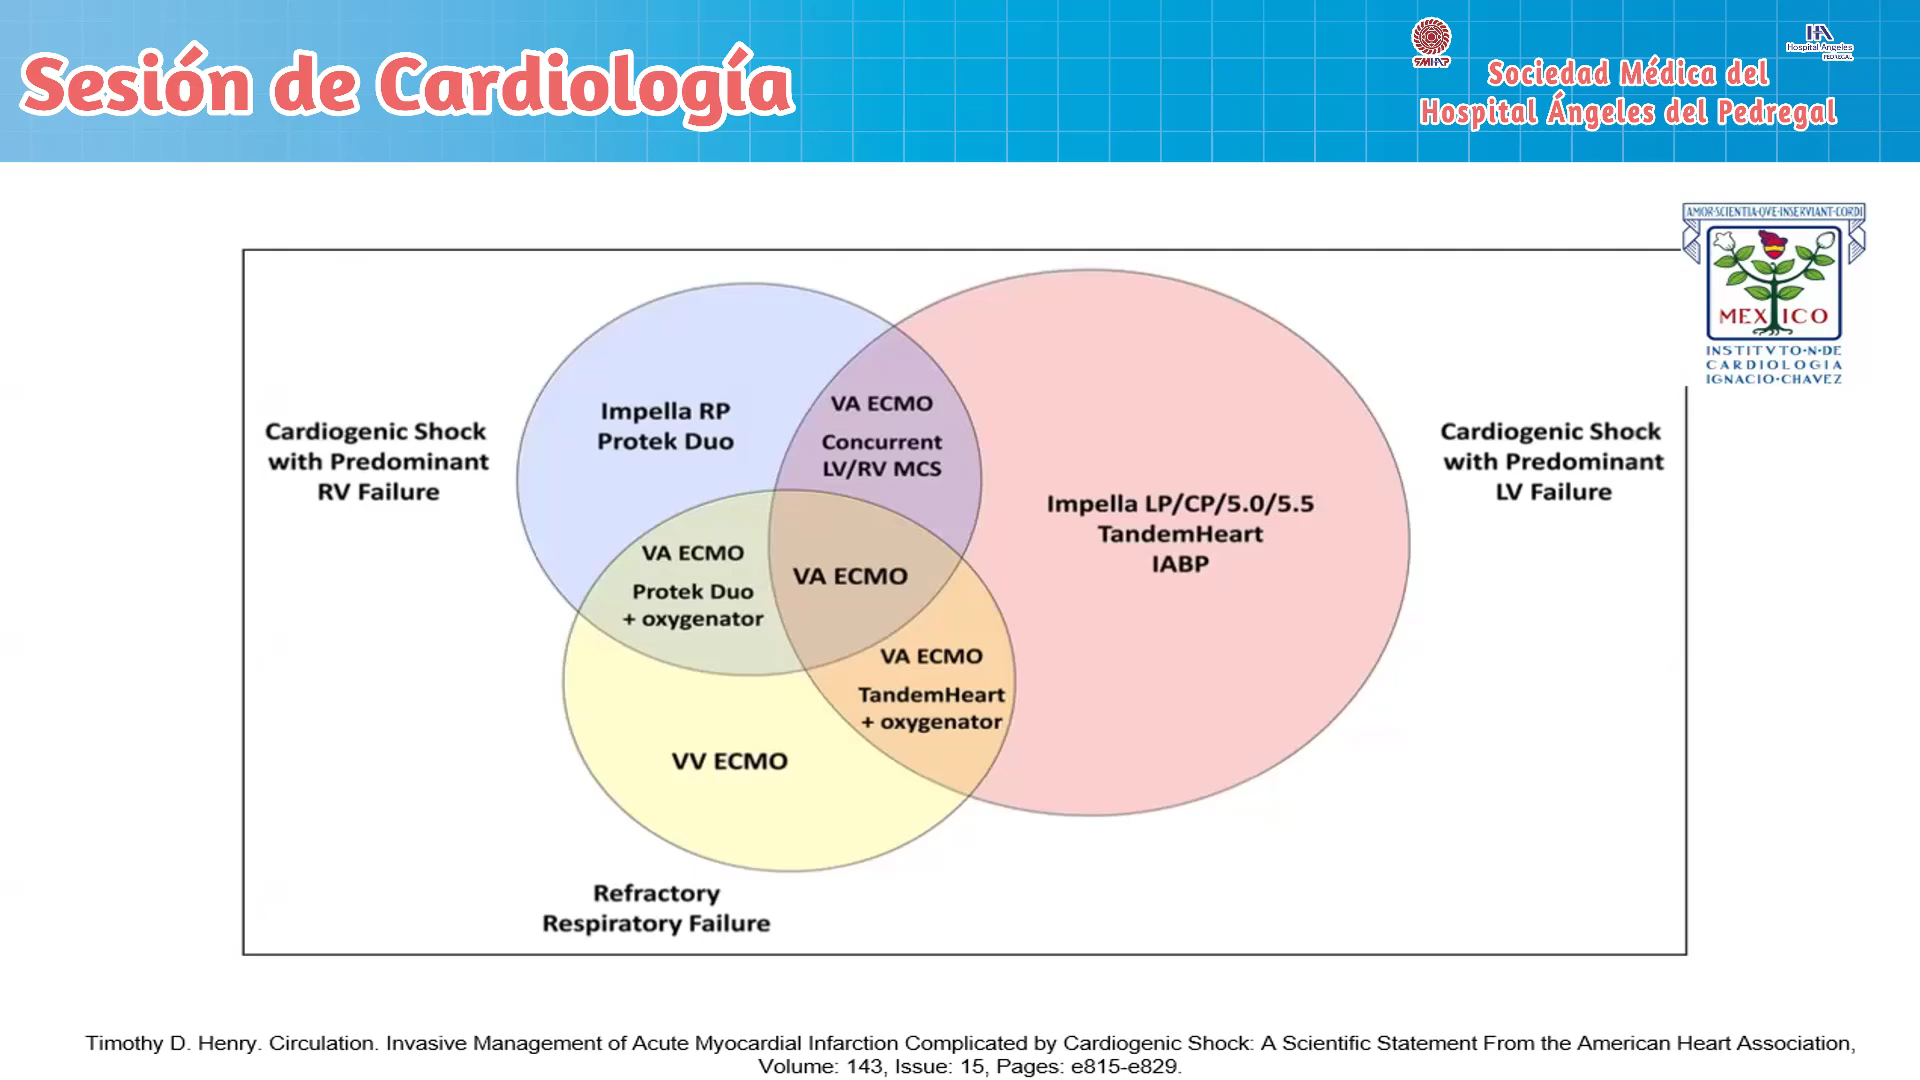 Sesión de Cardiología
SMHAP
HA
Hospital Angeles
PEDREGAL
Sociedad Médica del
Hospital Ángeles del Pedregal
AMOR·SCIENTIA·QVE·INSERVIANT·CORDI
MEXICO
INSTITVTO·N·DE
CARDIOLOGIA
IGNACIO·CHAVEZ
Cardiogenic Shock
with Predominant
RV Failure
Impella RP
Protek Duo
VA ECMO
Concurrent
LV/RV MCS
Impella LP/CP/5.0/5.5
TandemHeart
IABP
Cardiogenic Shock
with Predominant
LV Failure
VA ECMO
Protek Duo
+ oxygenator
VA ECMO
VA ECMO
TandemHeart
+ oxygenator
VV ECMO
Refractory
Respiratory Failure
Timothy D. Henry. Circulation. Invasive Management of Acute Myocardial Infarction Complicated by Cardiogenic Shock: A Scientific Statement From the American Heart Association,
Volume: 143, Issue: 15, Pages: e815-e829.